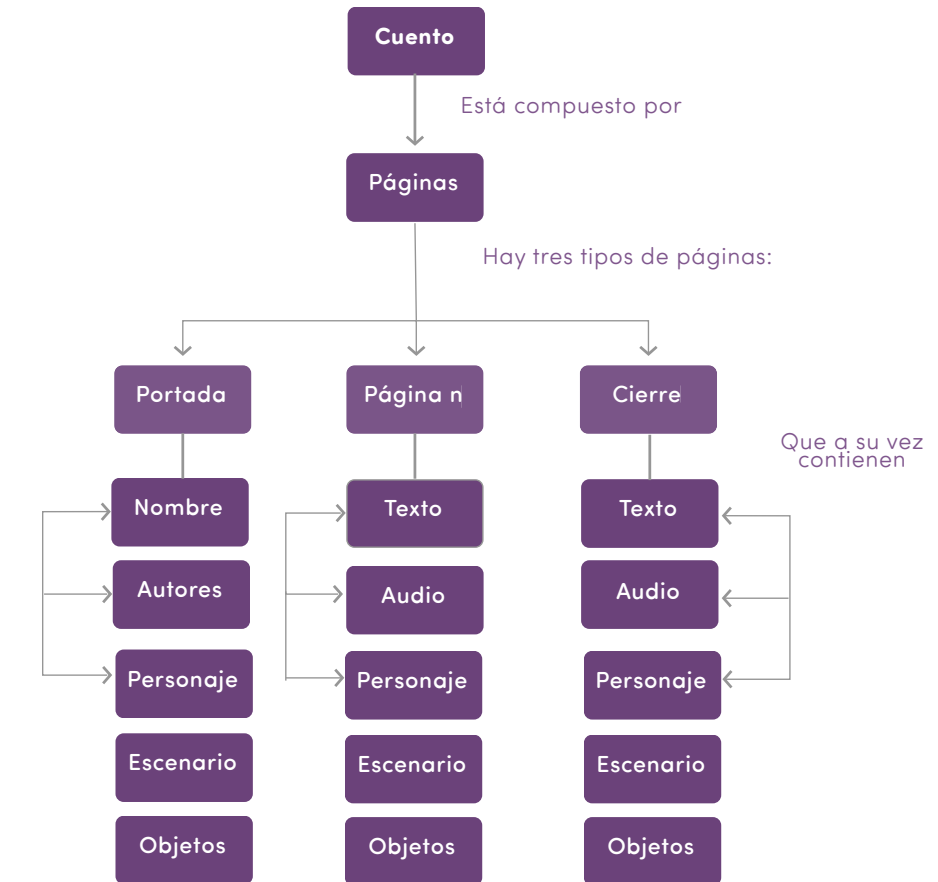 Cuento
Está compuesto por
Páginas
Hay tres tipos de páginas:
Portada
Página n
Cierre
Que a su vez
contienen
Nombre
Texto
Texto
Autores
Audio
Audio
Personaje
Personaje
Personaje
Escenario
Escenario
Escenario
Objetos
Objetos
Objetos